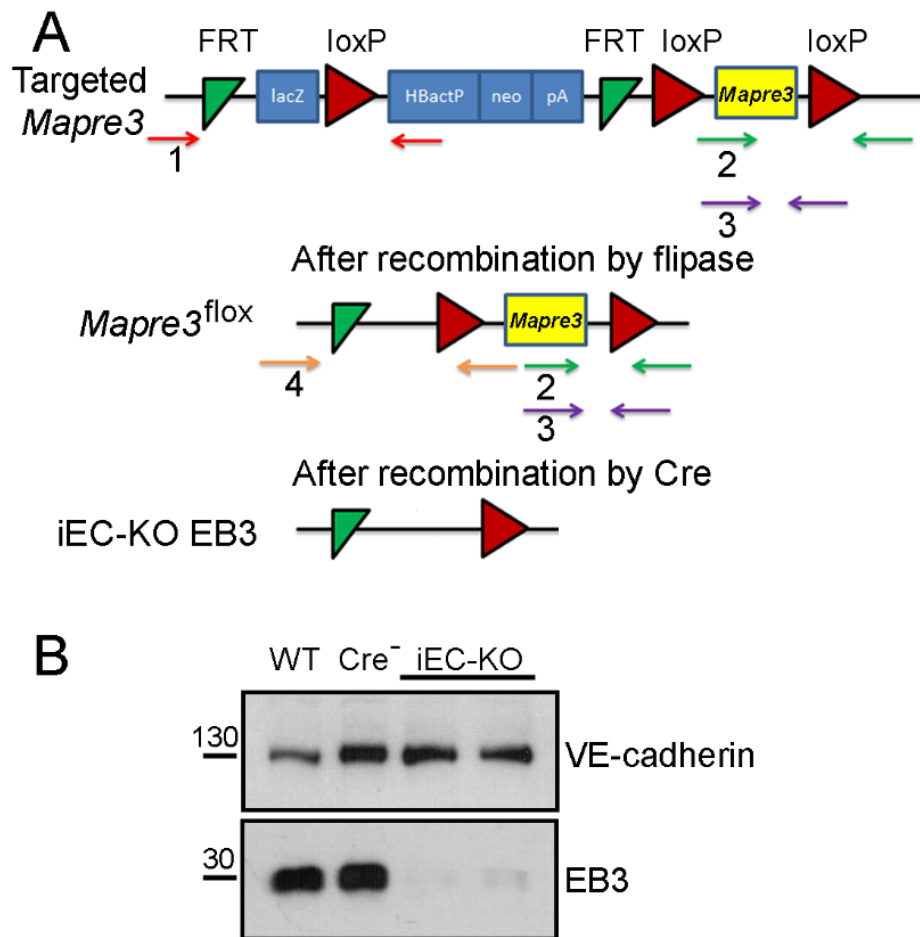 A
FRT loxP FRT loxP loxP
Targeted
Mapre3
lacZ HBactP neo pA Mapre3
1 2
3
After recombination by flipase
Mapre3flox
Mapre3
4 2
3
After recombination by Cre
iEC-KO EB3
B
WT Cre⁻ iEC-KO
130 VE-cadherin
30 EB3